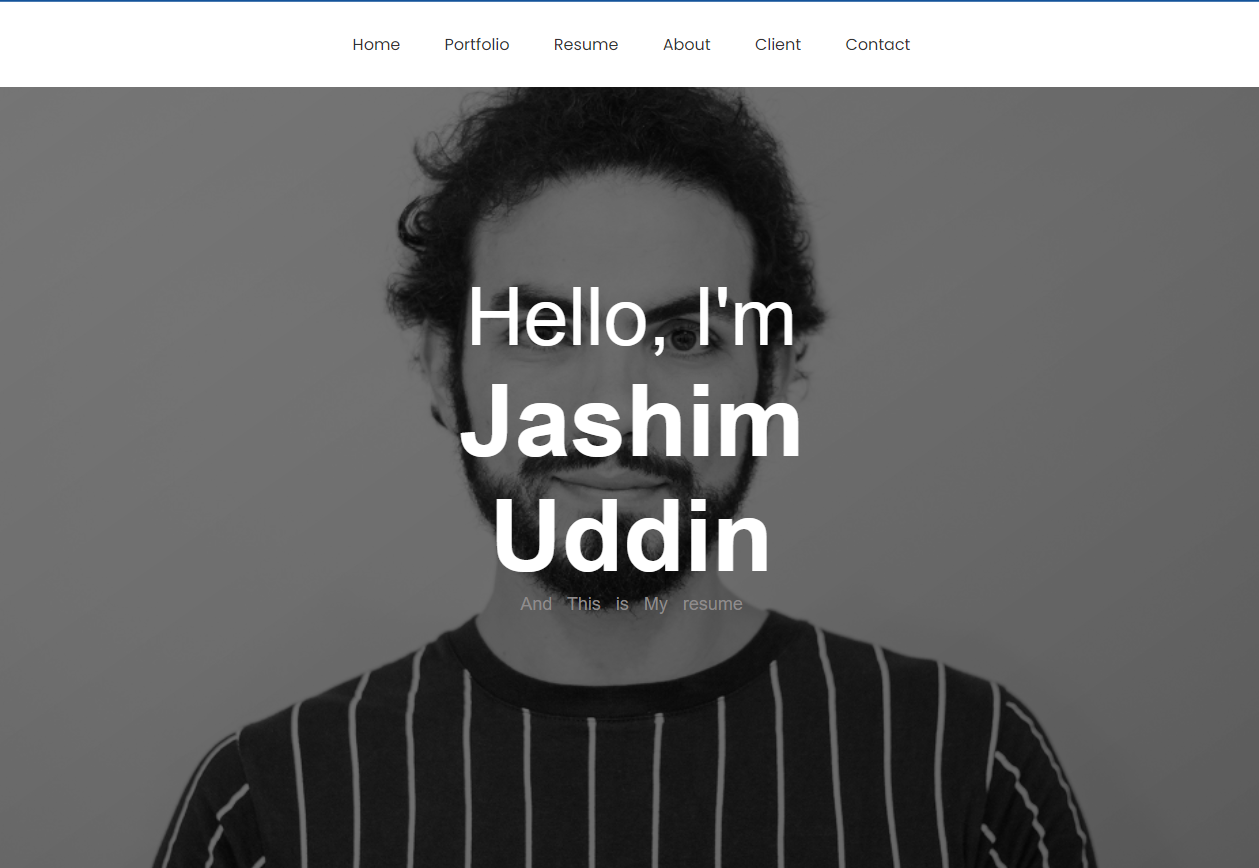 Home Portfolio Resume About Client Contact
Hello, I'm
Jashim
Uddin
And This is My resume